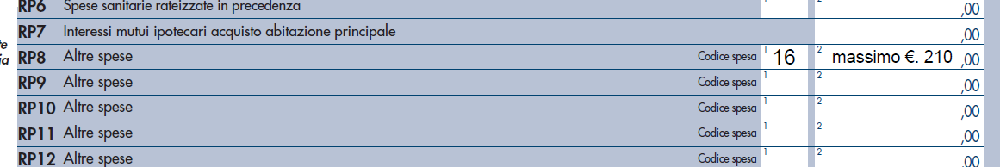 RP6 Spese sanitarie rateizzate in precedenza 1 2 ,00
RP7 Interessi mutui ipotecari acquisto abitazione principale ,00
te
ia RP8 Altre spese Codice spesa 1 16 2 massimo €. 210 ,00
RP9 Altre spese Codice spesa 1 2 ,00
RP10 Altre spese Codice spesa 1 2 ,00
RP11 Altre spese Codice spesa 1 2 ,00
RP12 Altre spese Codice spesa 1 2 ,00